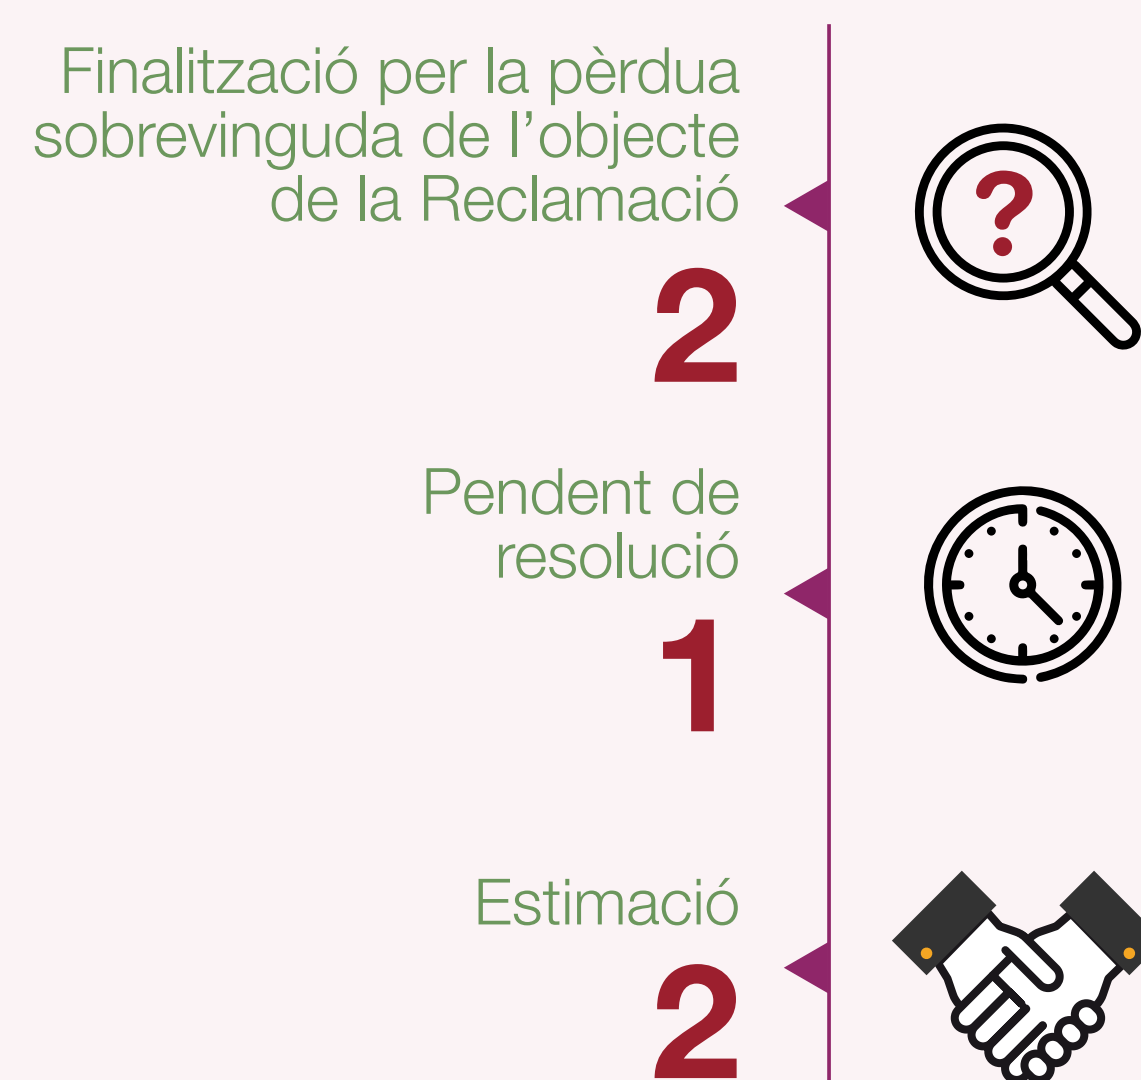 Finalització per la pèrdua
sobrevinguda de l’objecte
de la Reclamació
2
Pendent de
resolució
1
Estimació
2
?